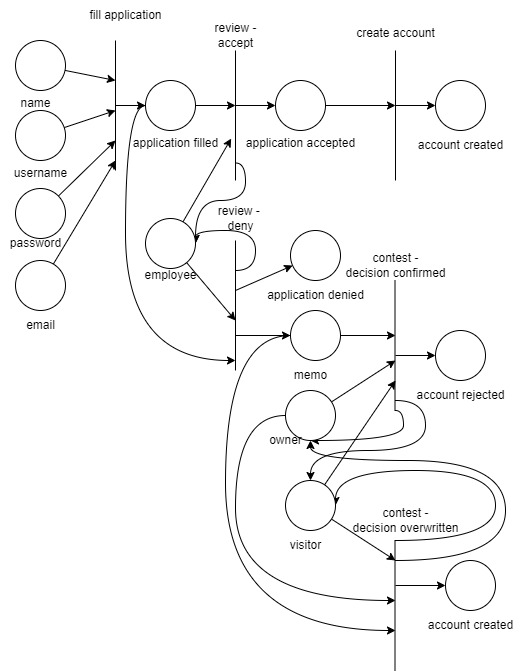 fill application
review -
accept
create account
name
application filled
application accepted
account created
username
review -
deny
password
employee
contest -
decision confirmed
application denied
email
memo
account rejected
owner
contest -
decision overwritten
visitor
account created